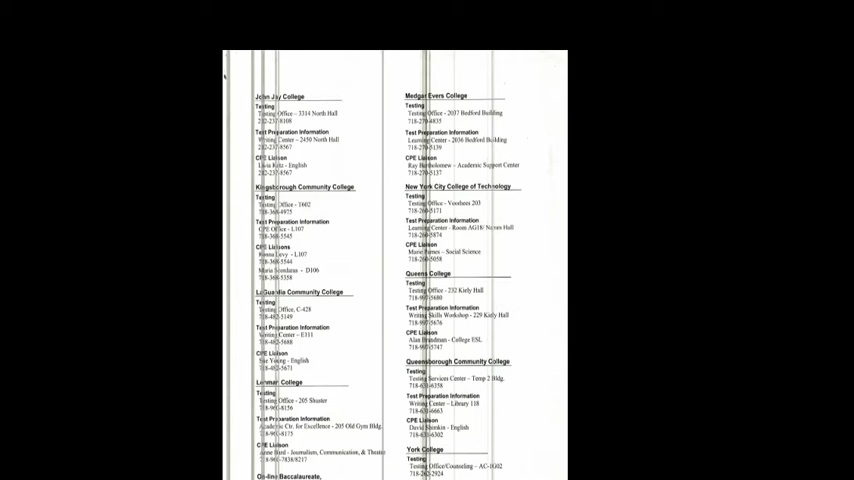 John Jay College
Testing
Testing Office – 3314 North Hall
212-237-8108
Test Preparation Information
Writing Center – 2450 North Hall
212-237-8567
CPE Liaison
Livia Katz - English
212-237-8567
Kingsborough Community College
Testing
Testing Office - T602
718-368-4975
Test Preparation Information
CPE Office - L107
718-368-5545
CPE Liaisons
Levy - L107
718-368-5544
Maria Scordaras - D106
718-368-5358
LaGuardia Community College
Testing
Testing Office, C-428
718-482-5149
Test Preparation Information
Writing Center – E111
718-482-5688
CPE Liaison
Young - English
718-482-5671
Lehman College
Testing
Testing Office - 205 Shuster
718-960-8156
Test Preparation Information
Academic Ctr. for Excellence - 205 Old Gym Bldg.
718-960-8175
CPE Liaison
Anne - Journalism, Communication, & Theatre
718-960-7838/8217
On-line Baccalaureate,
Medgar Evers College
Testing
Testing Office - 2037 Bedford Building
718-270-4835
Test Preparation Information
Learning Center - 2036 Bedford Building
718-270-5139
CPE Liaison
Ray Bartholomew – Academic Support Center
718-270-5137
New York City College of Technology
Testing
Testing Office - Voorhees 203
718-260-5171
Test Preparation Information
Learning Center - Room AG18/ Hall
718-260-5874
CPE Liaison
– Social Science
718-260-5058
Queens College
Testing
Testing Office - 232 Kiely Hall
718-997-5680
Test Preparation Information
Writing Skills Workshop - 229 Kiely Hall
718-997-5676
CPE Liaison
Alan - College ESL
718-997-5747
Queensborough Community College
Testing
Testing Services Center – Temp 2 Bldg.
718-631-6358
Test Preparation Information
Writing Center – Library 118
718-631-6663
CPE Liaison
David - English
718-631-6302
York College
Testing
Testing Office/Counseling – AC-1G02
718-262-2924